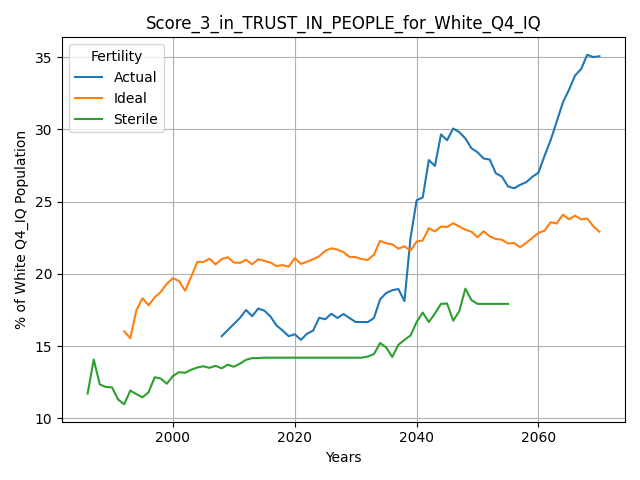 Score_3_in_TRUST_IN_PEOPLE_for_White_Q4_IQ
Fertility
Actual
Ideal
Sterile
% of White Q4_IQ Population
35
30
25
20
15
10
2000
2020
2040
2060
Years